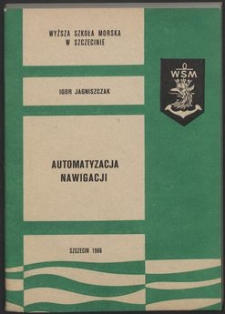 WYŻSZA SZKOŁA MORSKA
W SZCZECINIE
WSM
IGOR JAGNISZCZAK
AUTOMATYZACJA
NAWIGACJI
SZCZECIN 1986